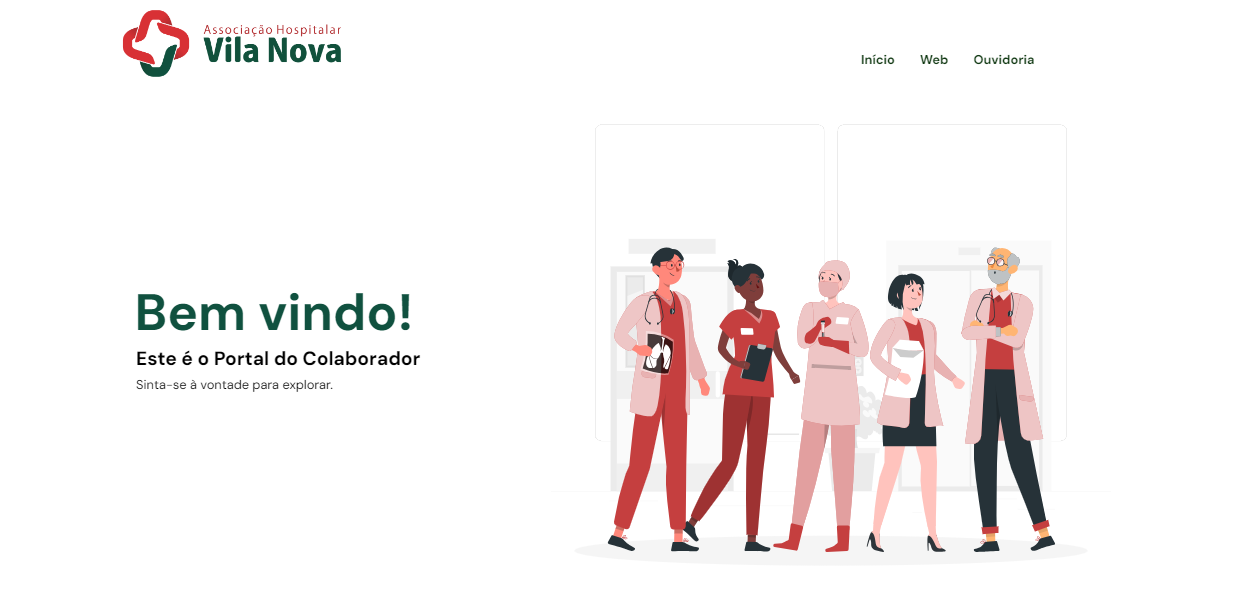 Associação Hospitalar
Vila Nova
Início Web Ouvidoria
Bem vindo!
Este é o Portal do Colaborador
Sinta-se à vontade para explorar.